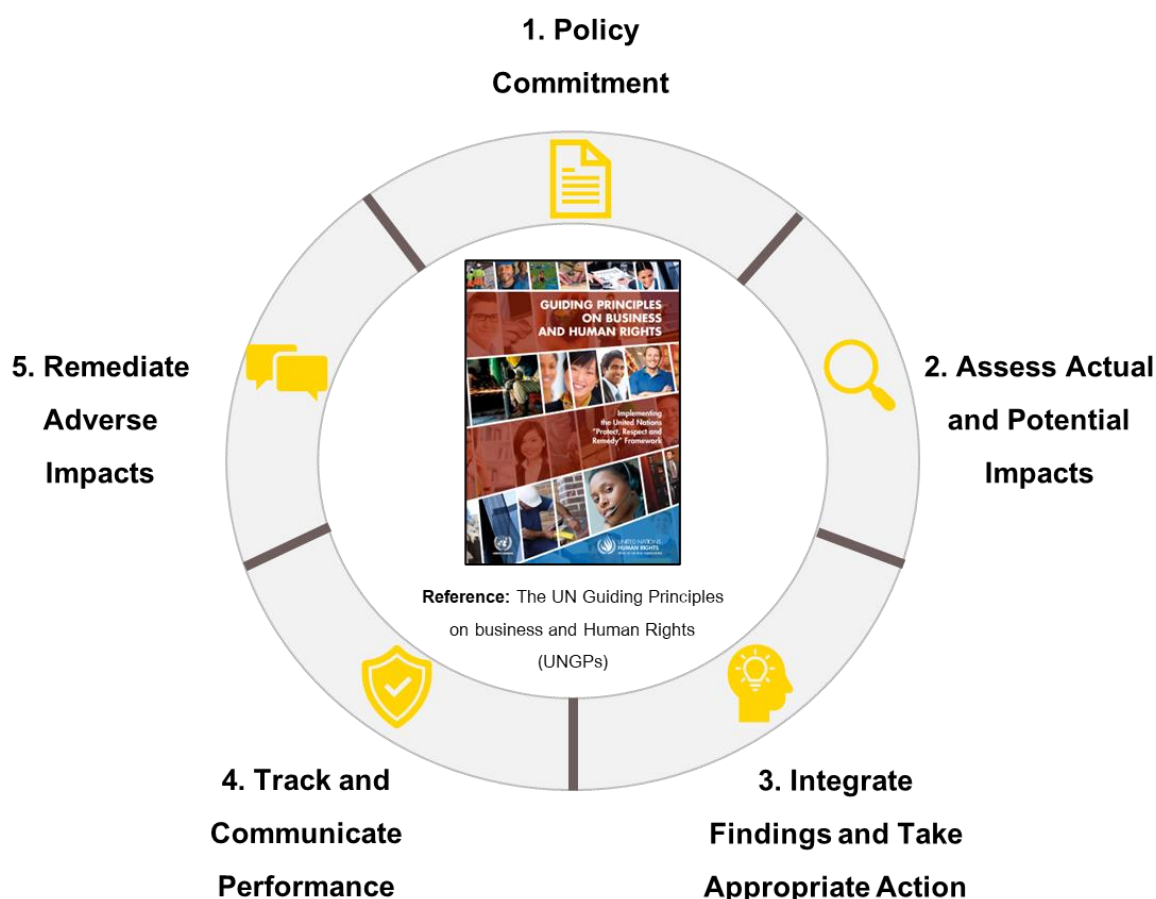 1. Policy
Commitment
2. Assess Actual
and Potential
Impacts
3. Integrate
Findings and Take
Appropriate Action
4. Track and
Communicate
Performance
5. Remediate
Adverse
Impacts
GUIDING PRINCIPLES
ON BUSINESS
AND HUMAN RIGHTS
Implementing
the United Nations
“Protect, Respect and
Remedy” Framework
UNITED NATIONS
HUMAN RIGHTS
Reference: The UN Guiding Principles
on business and Human Rights
(UNGPs)